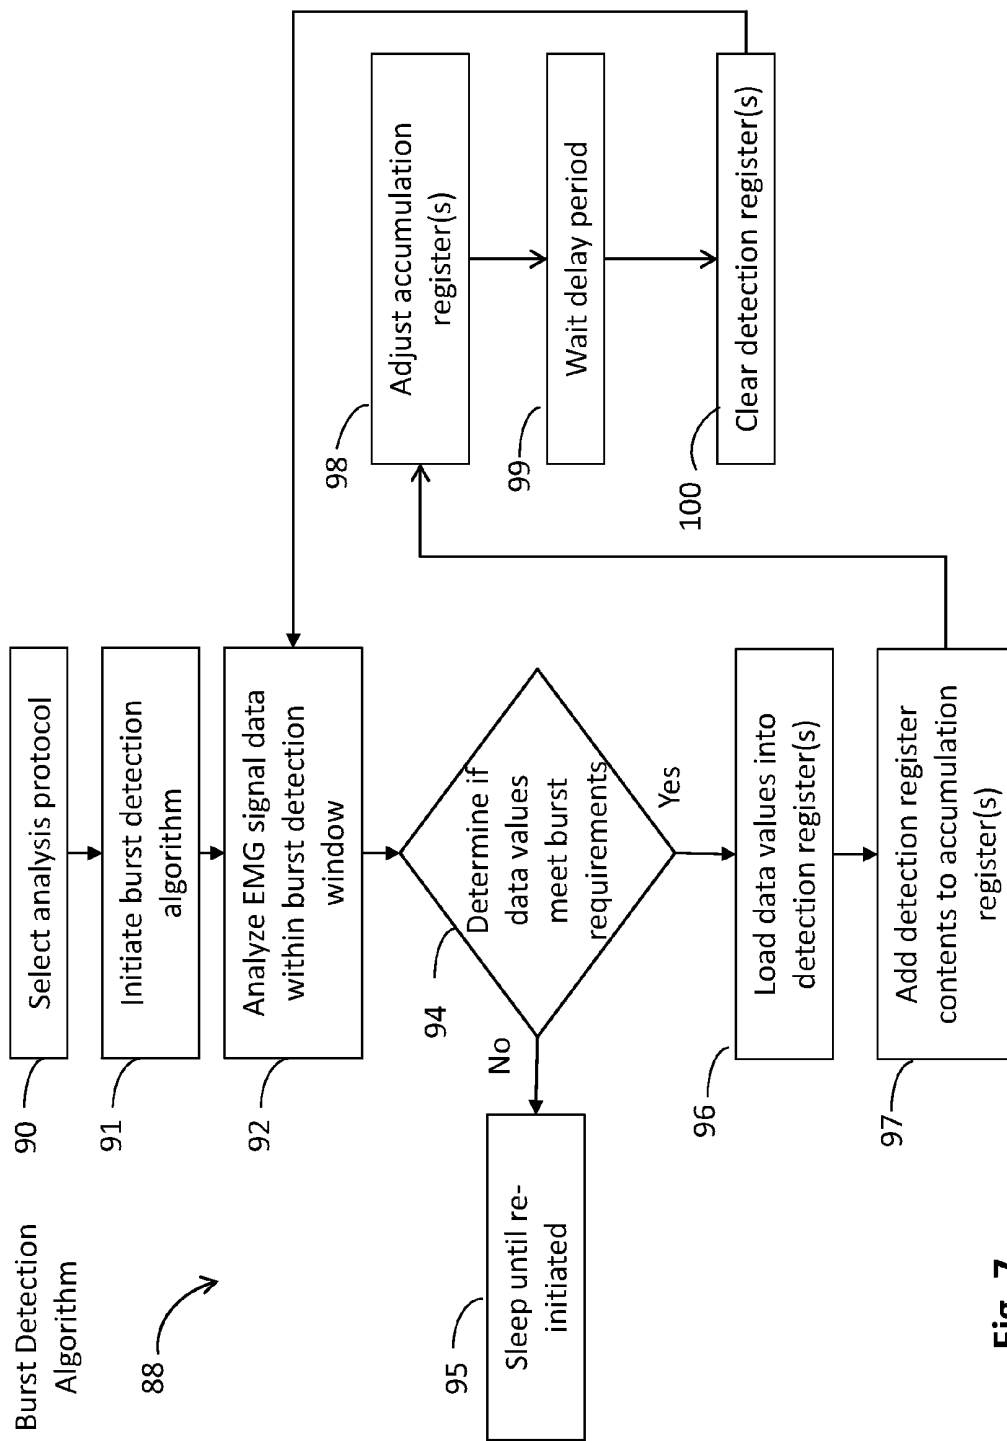 Burst Detection
Algorithm
88
90
Select analysis protocol
91
Initiate burst detection
algorithm
92
Analyze EMG signal data
within burst detection
window
94
Determine if
data values
meet burst
requirements
No
Yes
95
Sleep until re-
initiated
96
Load data values into
detection register(s)
97
Add detection register
contents to accumulation
register(s)
98
Adjust accumulation
register(s)
99
Wait delay period
100
Clear detection register(s)
Fig. 7